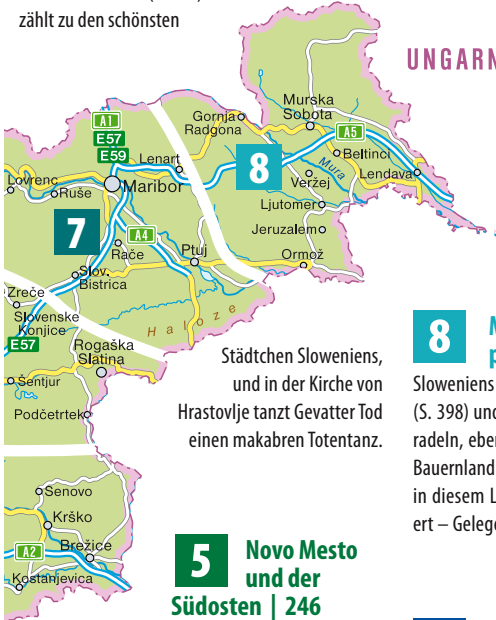 zählt zu den schönsten
UNGARN
Murska
Sobota
Gornja
Radgona
A1
E57
E59
A5
Beltinci
Lenart
8
Mura
Veržej
Lendava
Lovrenc
Ruše
Maribor
Ljutomer
7
A4
Jeruzalem
Rače
Ptuj
Ormož
Slov.
Bistrica
Zreče
Slovenske
Konjice
Haloze
E57
Rogaška
Slatina
Šentjur
Podčetrtek
Senovo
Krško
A2
Brežice
Kostanjevica
Städtchen Sloweniens,
und in der Kirche von
Hrastovlje tanzt Gevatter Tod
einen makabren Totentanz.
5 Novo Mesto
und der
Südosten | 246
8
Sloweniens
(S. 398) und
radeln, eben
Bauernland
in diesem L
ert – Gelege